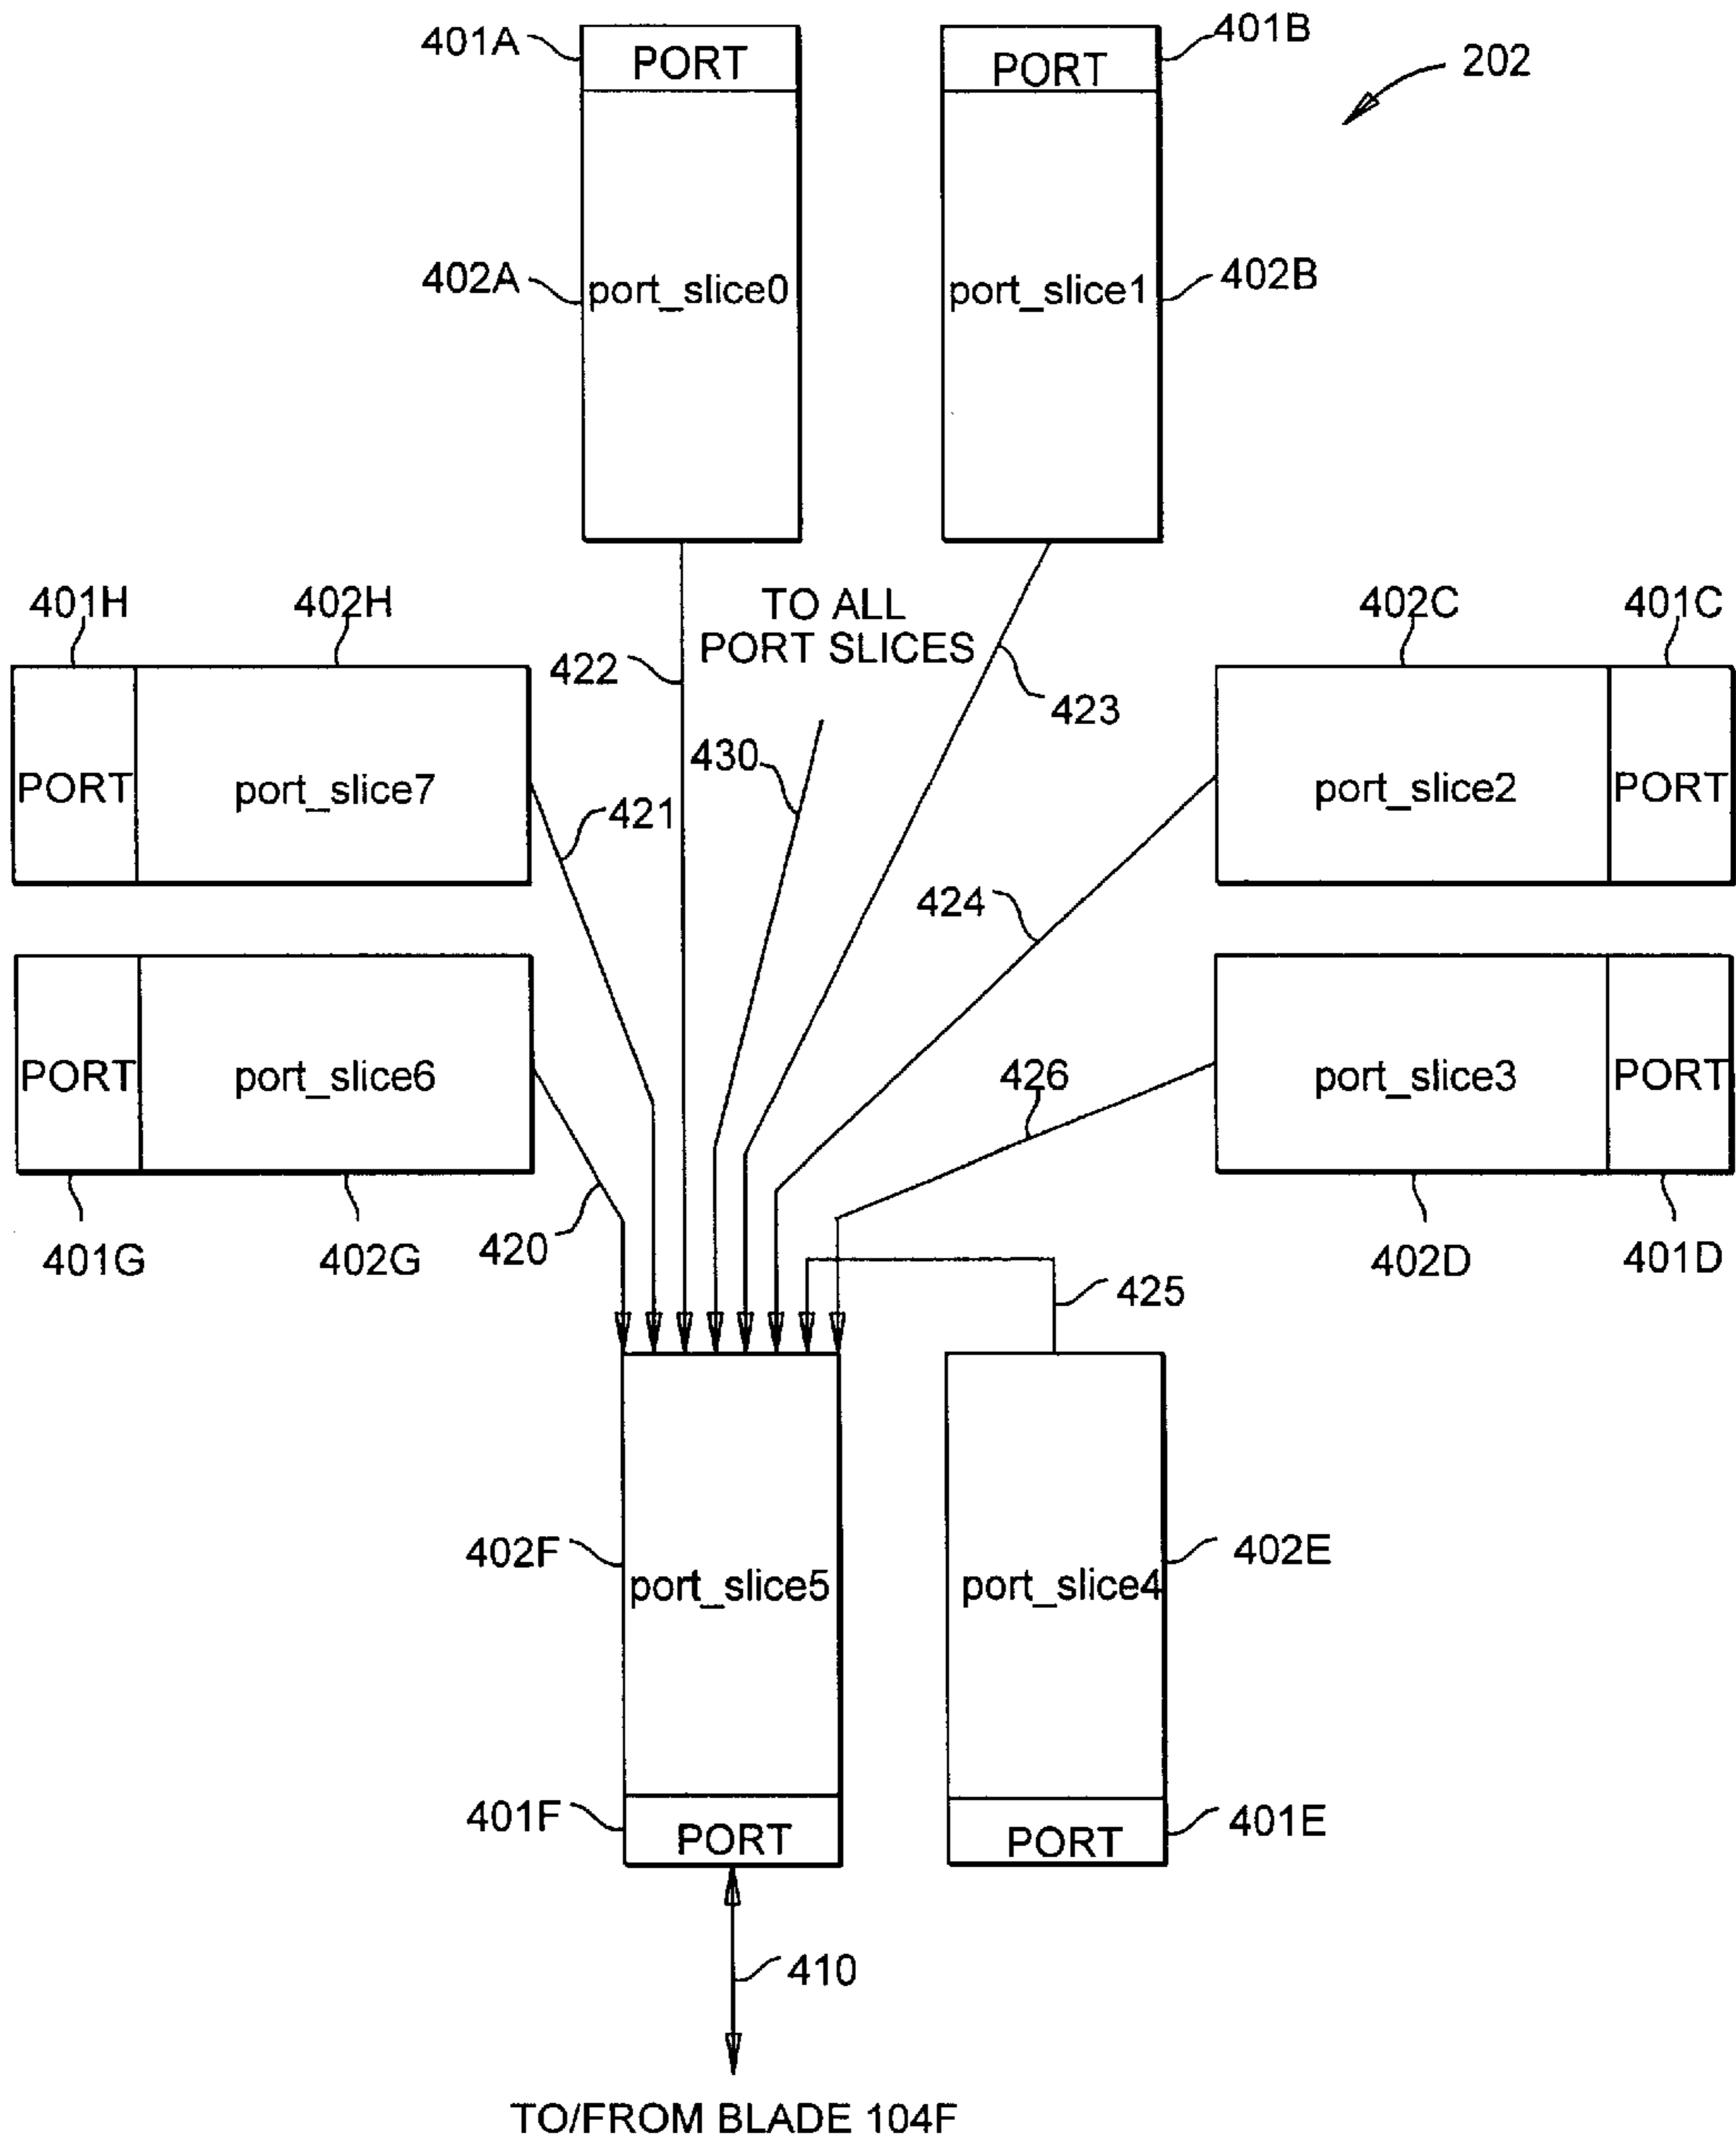 401A
PORT
PORT
401B
202
402A
port_slice0
port_slice1
402B
401H
402H
TO ALL
PORT SLICES
402C
401C
422
423
430
PORT
port_slice7
421
port_slice2
PORT
424
PORT
port_slice6
426
port_slice3
PORT
401G
402G
420
402D
401D
425
402F
port_slice5
port_slice4
402E
401F
PORT
PORT
401E
410
TO/FROM BLADE 104F